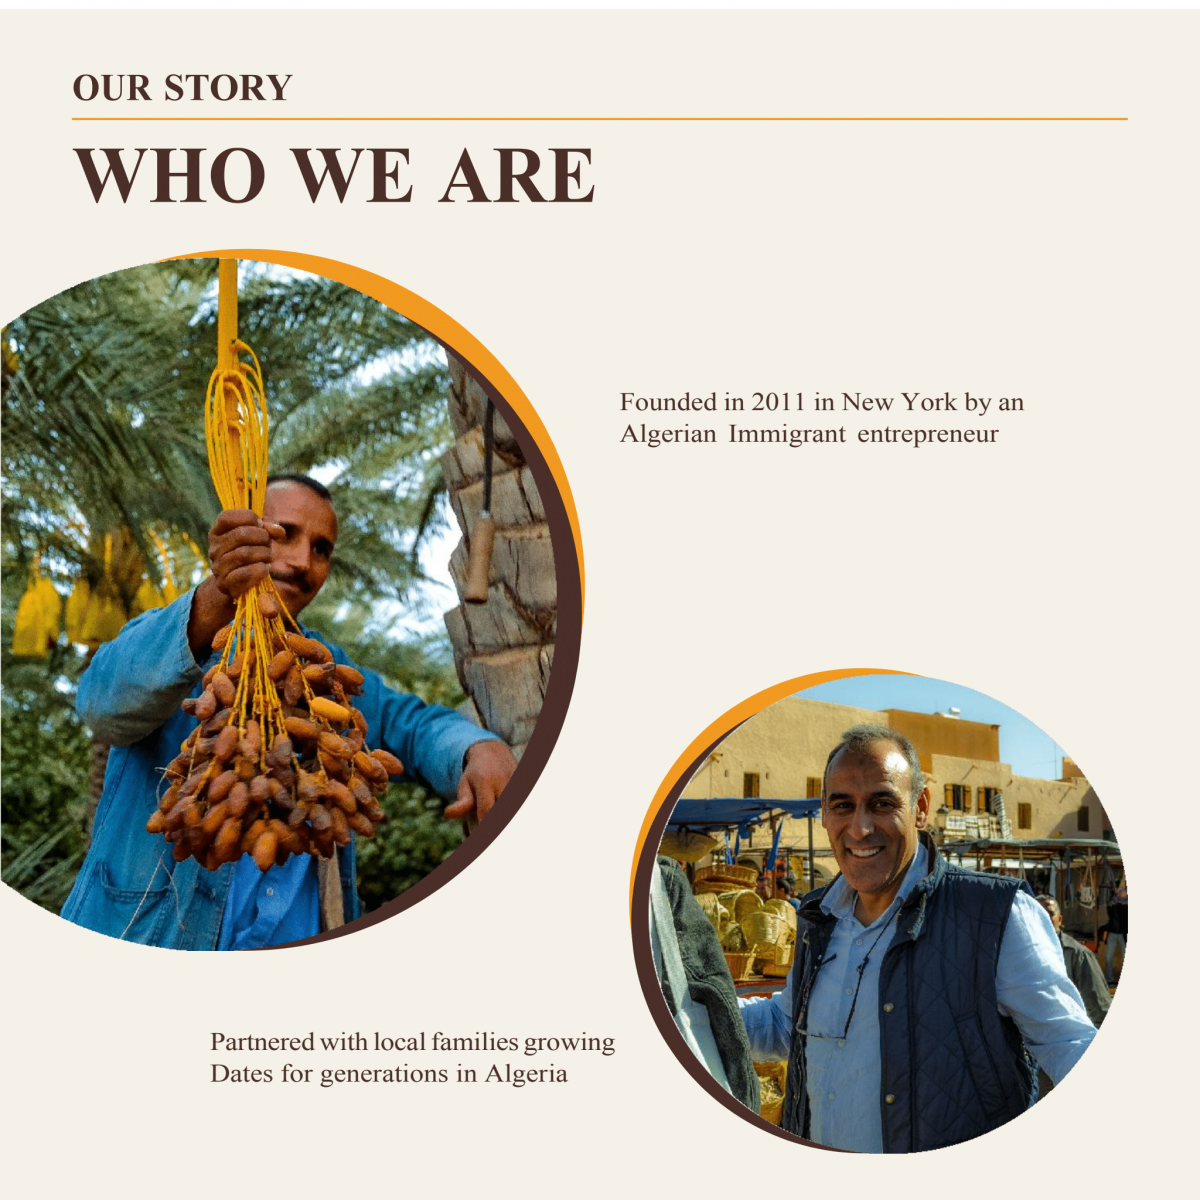 OUR STORY
WHO WE ARE
Founded in 2011 in New York by an
Algerian Immigrant entrepreneur
Partnered with local families growing
Dates for generations in Algeria